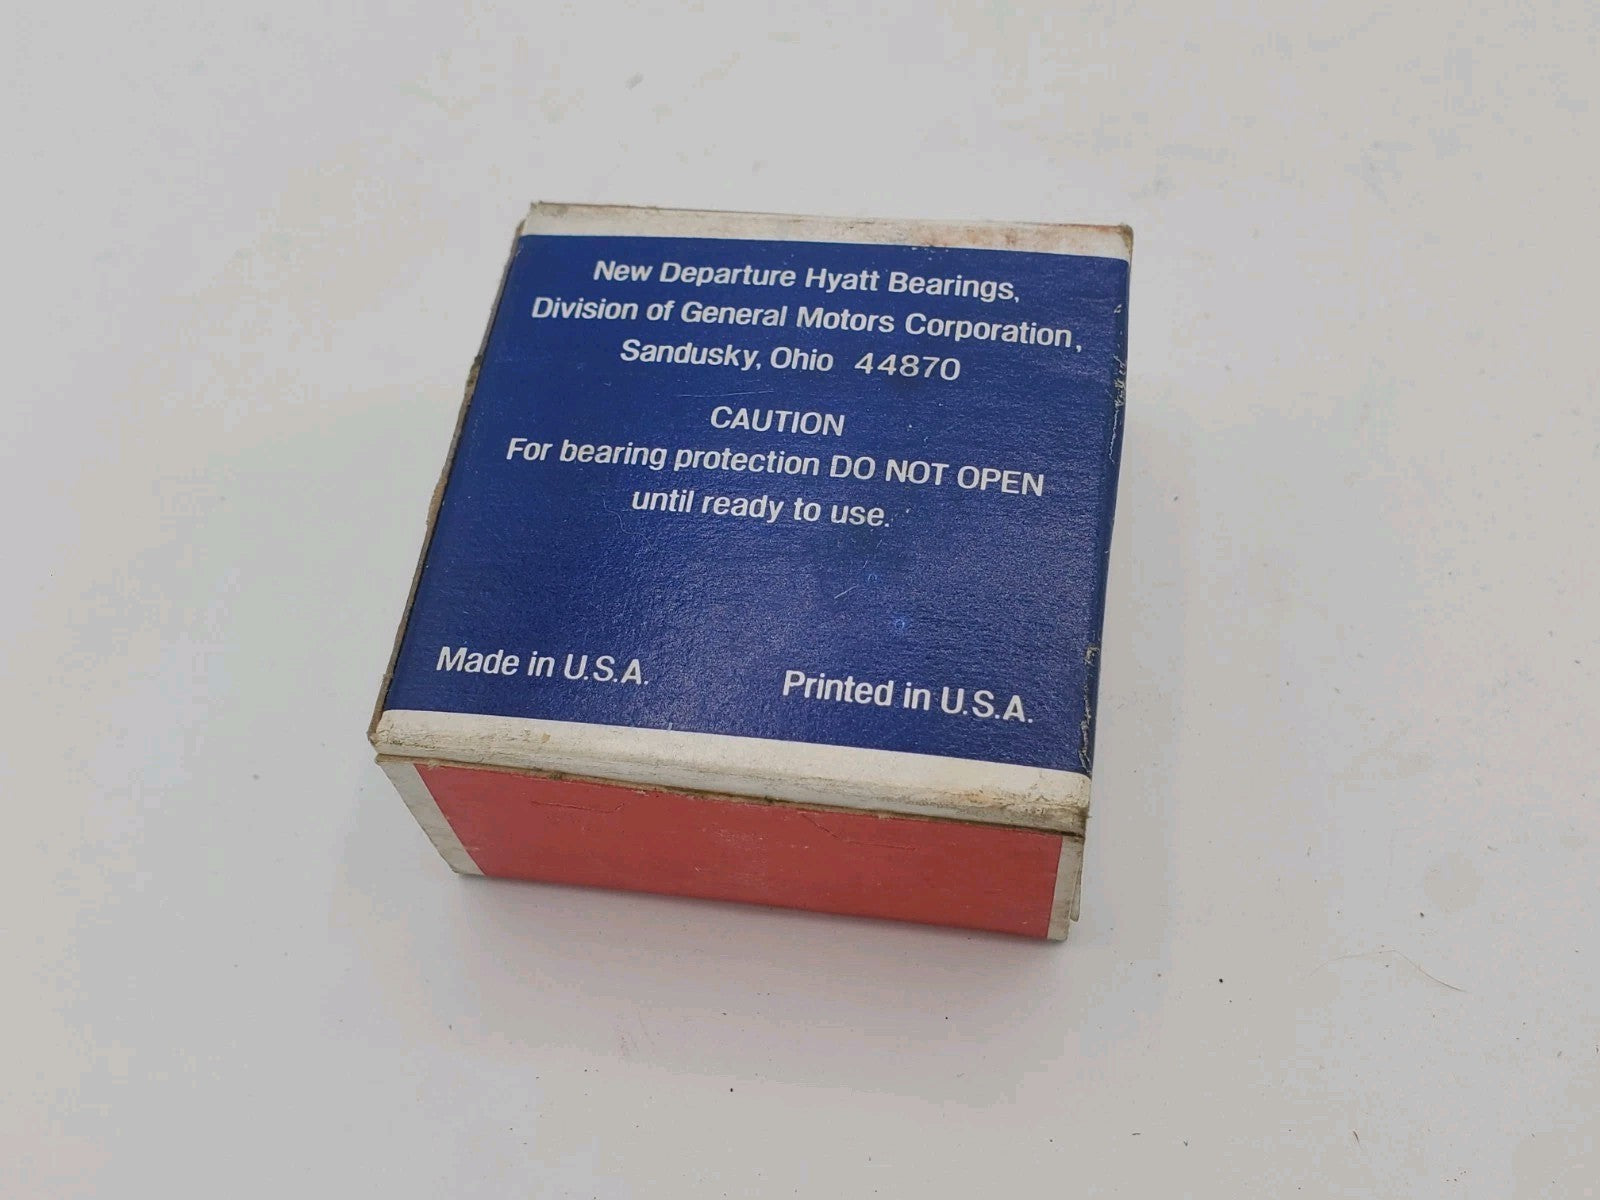 New Departure Hyatt Bearings,
Division of General Motors Corporation,
Sandusky, Ohio 44870
CAUTION
For bearing protection DO NOT OPEN
until ready to use.
Made in U.S.A.
Printed in U.S.A.